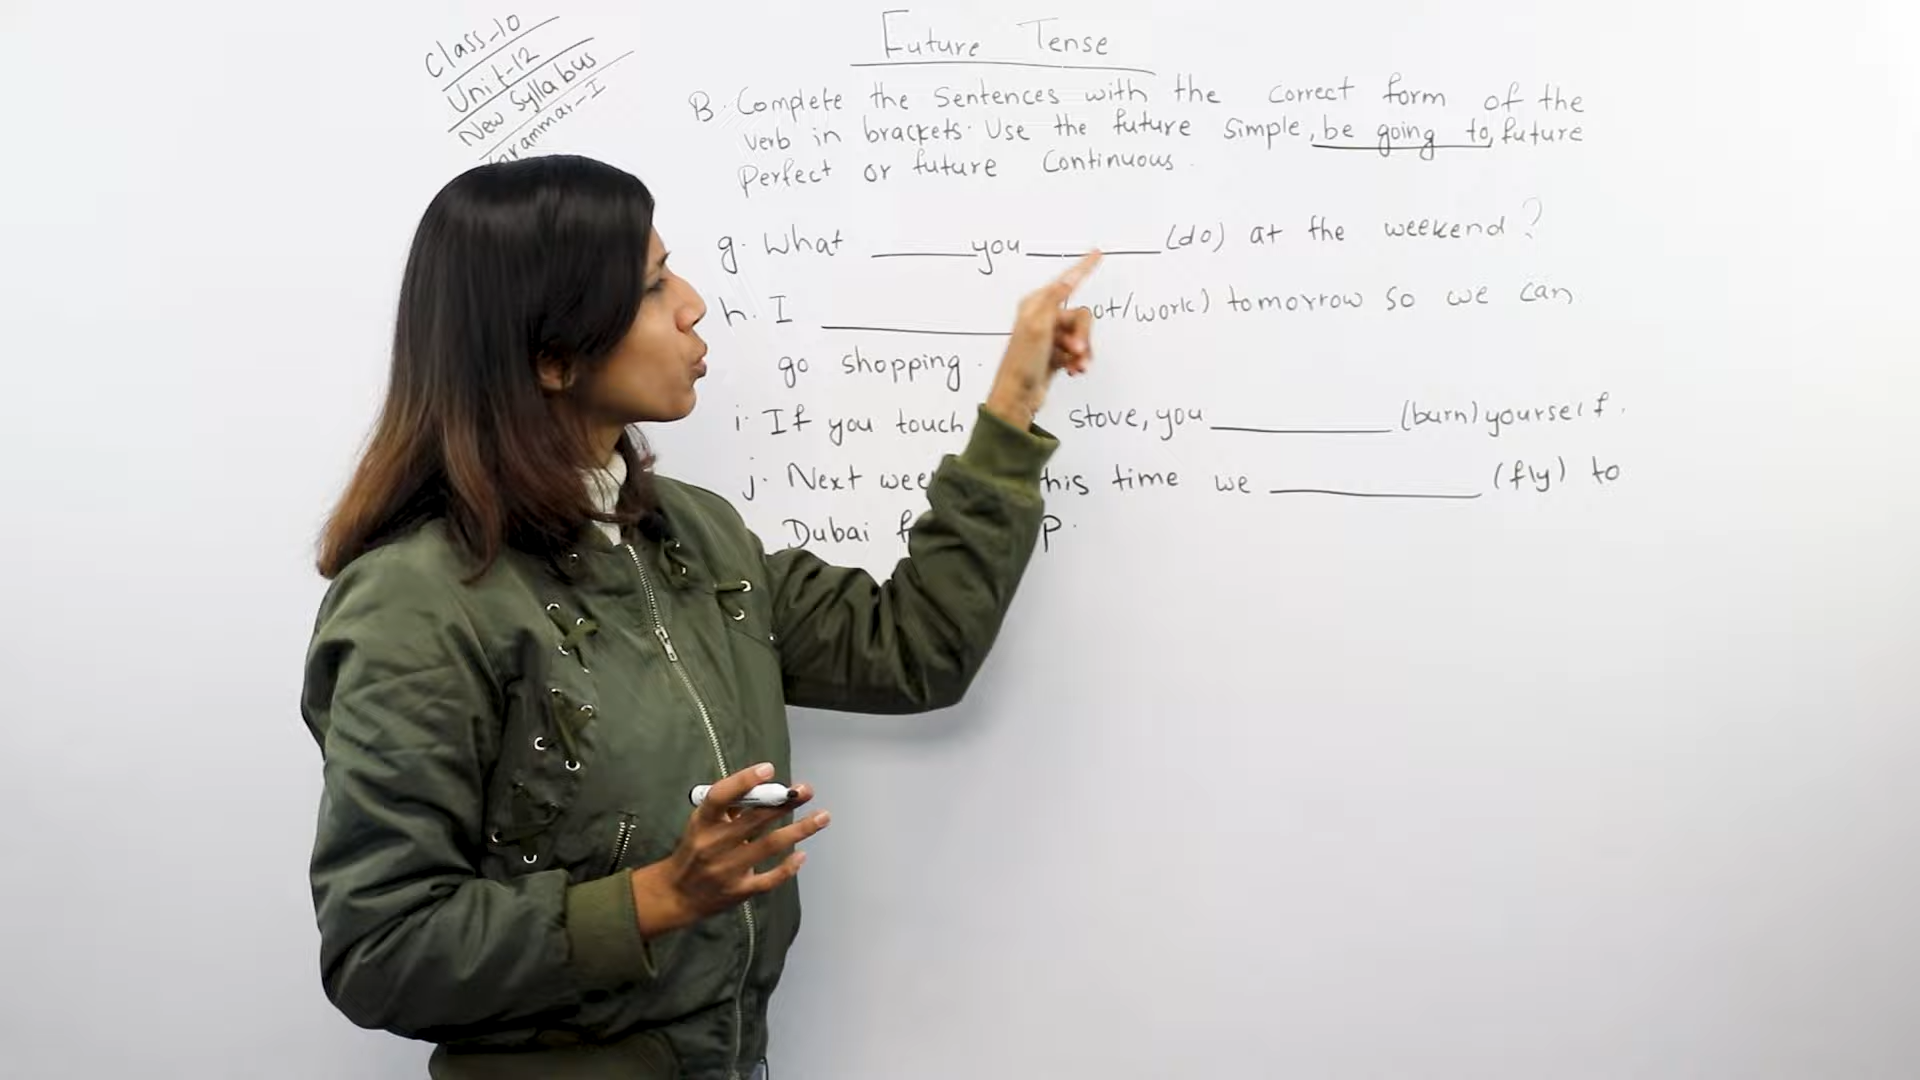 Class-10
Unit-12
New Syllabus
Grammar-I
Future Tense
B. Complete the sentences with the correct form of the
verb in brackets. Use the future simple, be going to, future
perfect or future continuous.
g. What ______ you ______ (do) at the weekend?
h. I ______ not/work) tomorrow so we can
go shopping.
i. If you touch stove, you ______ (burn) yourself.
j. Next this time we ______ (fly) to
Dubai